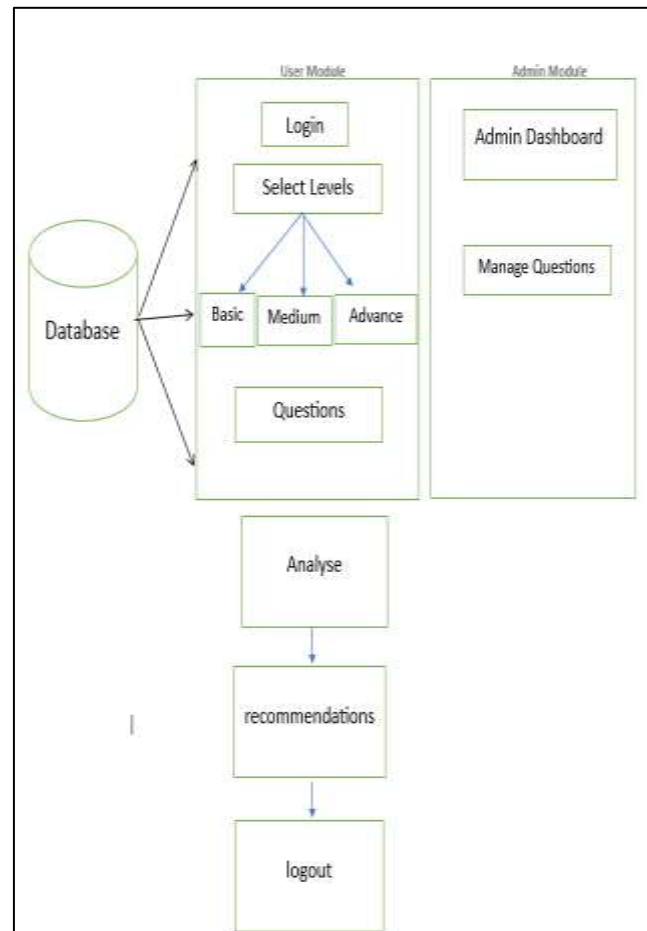 User Module
Admin Module
Login
Admin Dashboard
Select Levels
Manage Questions
Database
Basic
Medium
Advance
Questions
Analyse
recommendations
logout